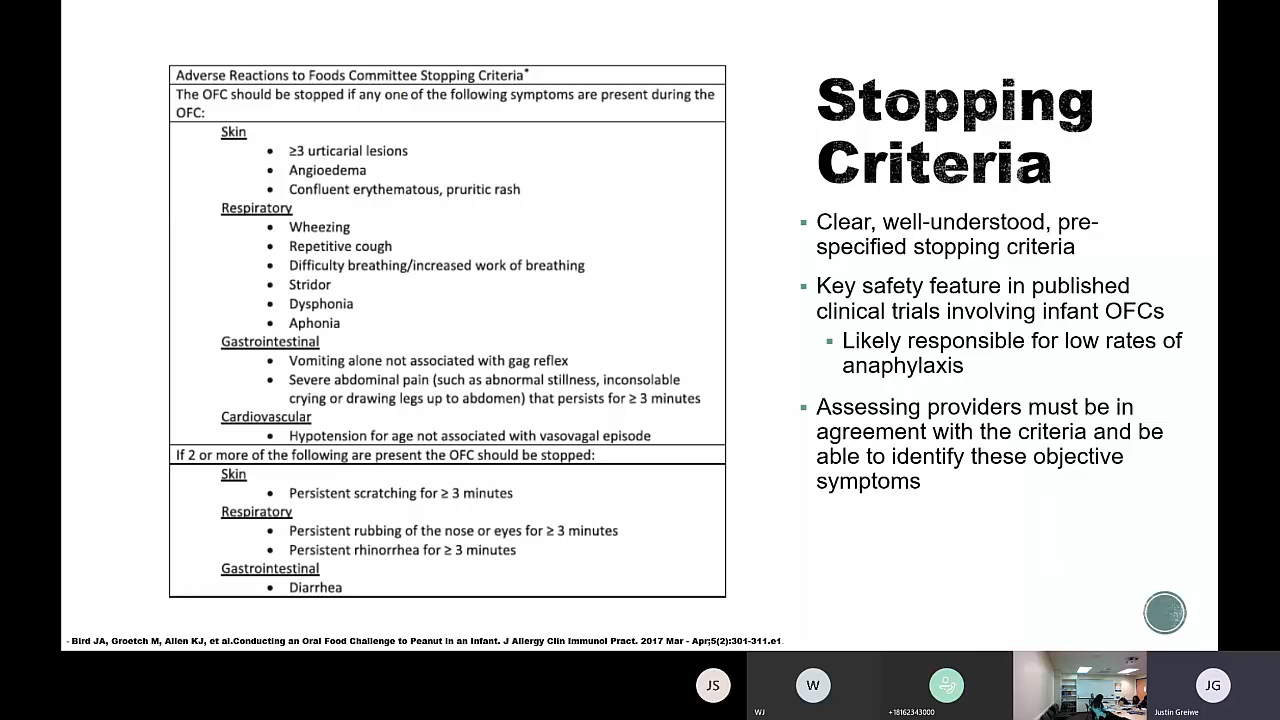 Adverse Reactions to Foods Committee Stopping Criteria*
The OFC should be stopped if any one of the following symptoms are present during the
OFC:
Skin
• ≥3 urticarial lesions
• Angioedema
• Confluent erythematous, pruritic rash
Respiratory
• Wheezing
• Repetitive cough
• Difficulty breathing/increased work of breathing
• Stridor
• Dysphonia
• Aphonia
Gastrointestinal
• Vomiting alone not associated with gag reflex
• Severe abdominal pain (such as abnormal stillness, inconsolable
crying or drawing legs up to abdomen) that persists for ≥ 3 minutes
Cardiovascular
• Hypotension for age not associated with vasovagal episode
If 2 or more of the following are present the OFC should be stopped:
Skin
• Persistent scratching for ≥ 3 minutes
Respiratory
• Persistent rubbing of the nose or eyes for ≥ 3 minutes
• Persistent rhinorrhea for ≥ 3 minutes
Gastrointestinal
• Diarrhea
Stopping
Criteria
▪ Clear, well-understood, pre-
specified stopping criteria
▪ Key safety feature in published
clinical trials involving infant OFCs
▪ Likely responsible for low rates of
anaphylaxis
▪ Assessing providers must be in
agreement with the criteria and be
able to identify these objective
symptoms
- Bird JA, Groetch M, Allen KJ, et al.Conducting an Oral Food Challenge to Peanut in an Infant. J Allergy Clin Immunol Pract. 2017 Mar - Apr;5(2):301-311.e1.
JS
W
WJ
+18162343000
JG
Justin Greiwe